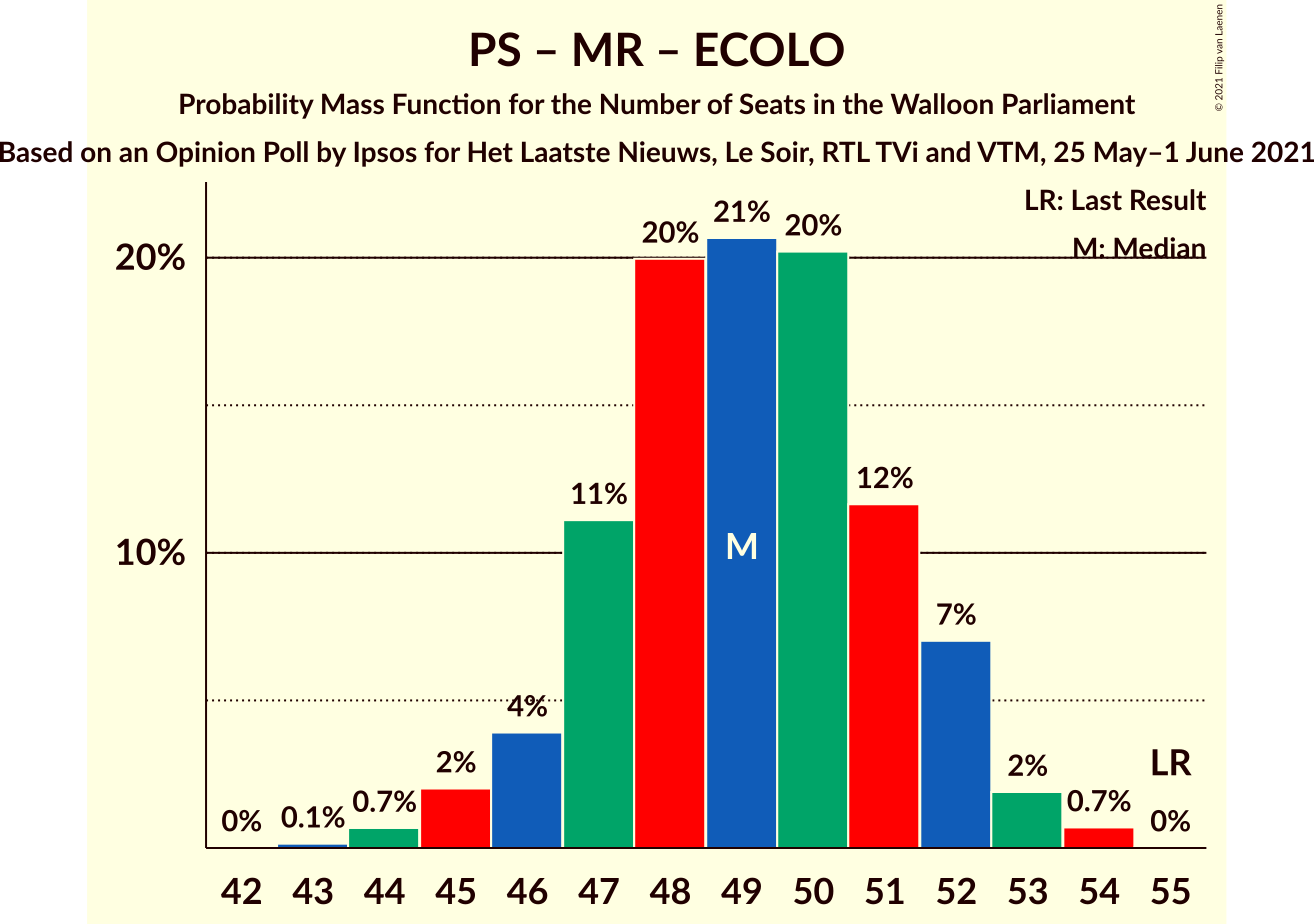 PS – MR – ECOLO
Probability Mass Function for the Number of Seats in the Walloon Parliament
Based on an Opinion Poll by Ipsos for Het Laatste Nieuws, Le Soir, RTL TVi and VTM, 25 May–1 June 2021
© 2021 Filip van Laenen
LR: Last Result
M: Median
20%
10%
0%
0.1%
0.7%
2%
4%
11%
20%
21%
20%
12%
7%
2%
0.7%
0%
M
LR
42 43 44 45 46 47 48 49 50 51 52 53 54 55